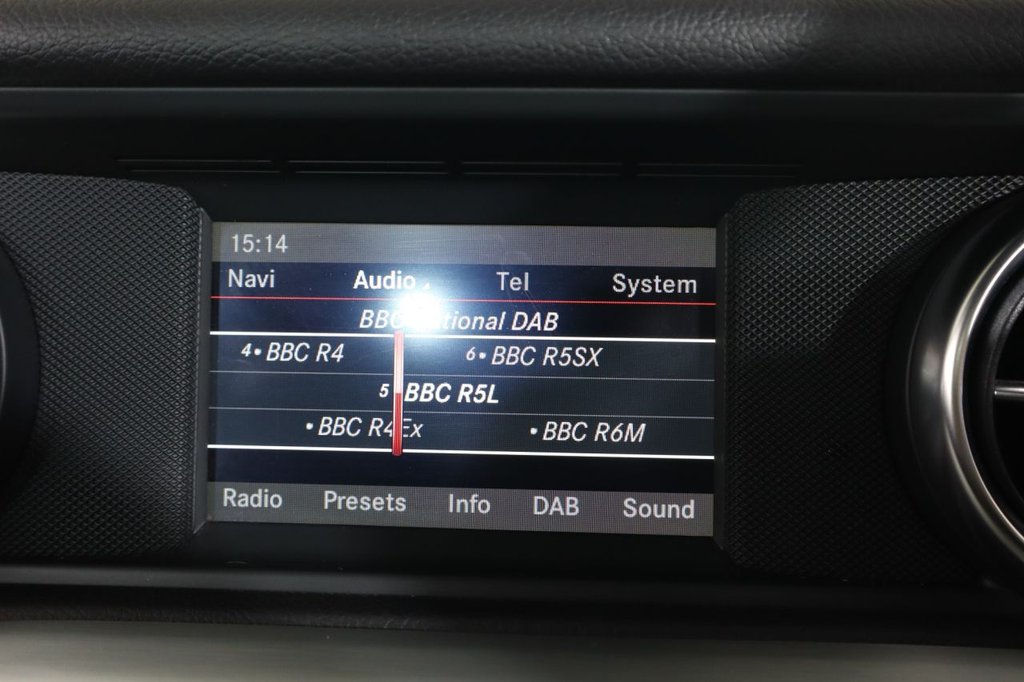 15:14
Navi Audio Tel System
BBC National DAB
4• BBC R4 6• BBC R5SX
5 BBC R5L
• BBC R4Ex • BBC R6M
Radio Presets Info DAB Sound